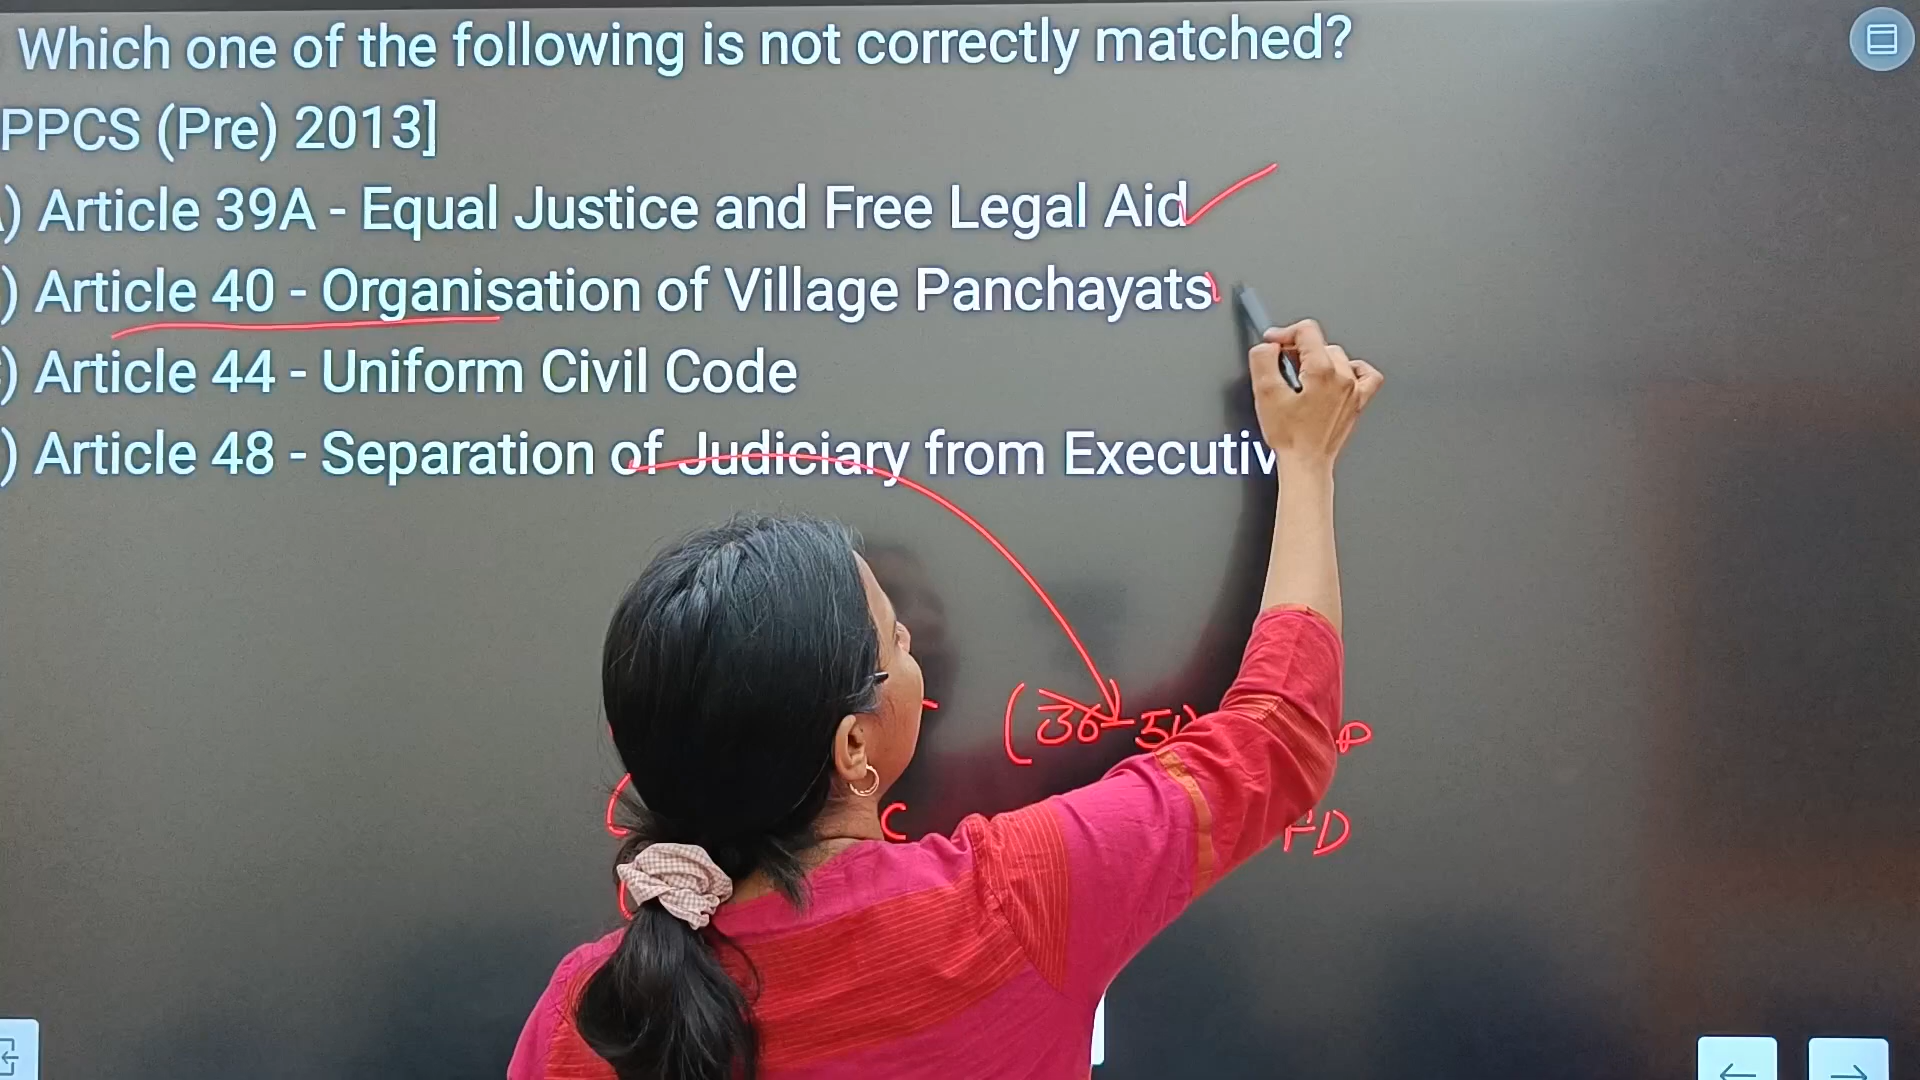 Which one of the following is not correctly matched?
PPCS (Pre) 2013]
) Article 39A - Equal Justice and Free Legal Aid
) Article 40 - Organisation of Village Panchayats
) Article 44 - Uniform Civil Code
) Article 48 - Separation of Judiciary from Executiv
(36-51)
C